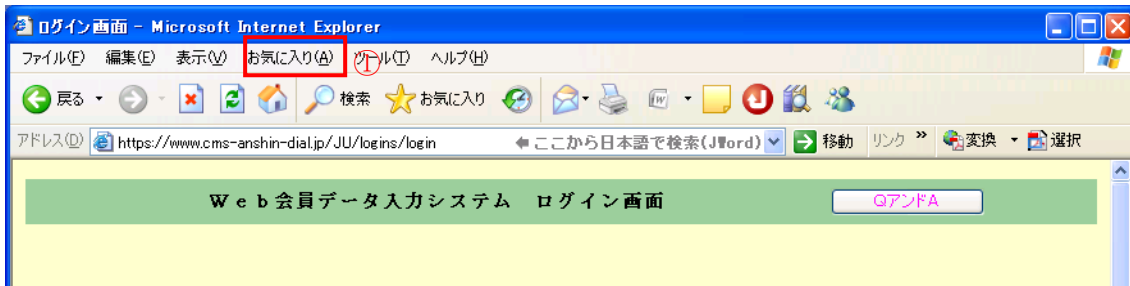 ログイン画面 - Microsoft Internet Explorer
ファイル(F) 編集(E) 表示(V) お気に入り(A) ① ツール(T) ヘルプ(H)
戻る 検索 お気に入り
アドレス(D) https://www.cms-anshin-dial.jp/JU/logins/login ここから日本語で検索(JWord) 移動 リンク » 変換 選択
Web会員データ入力システム ログイン画面 QアンドA